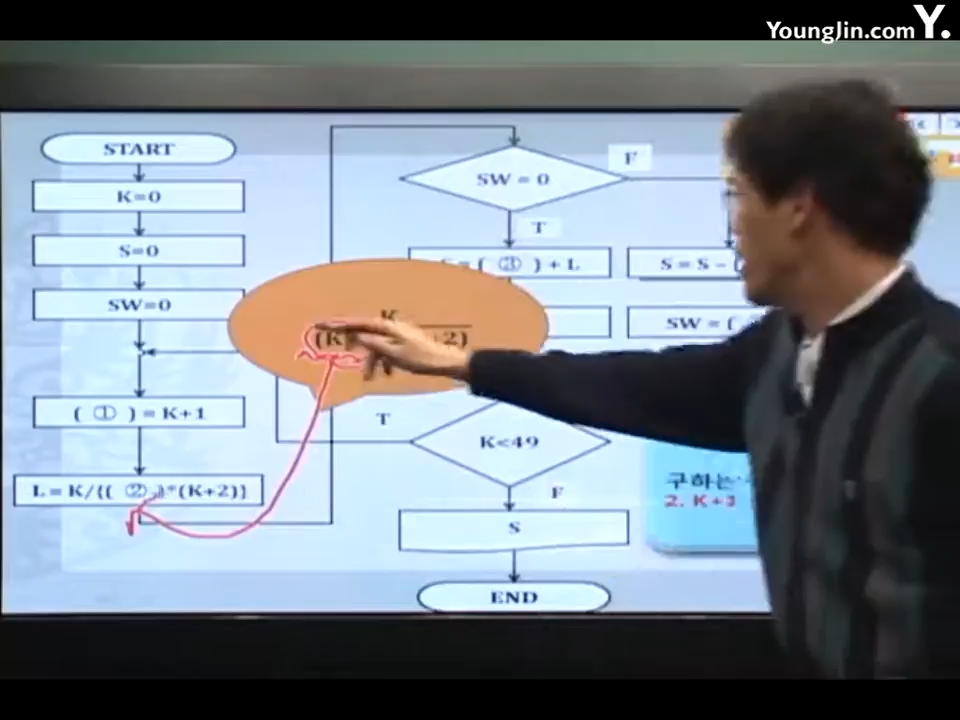 YoungJin.com Y.
START
K=0
S=0
SW=0
( ① ) = K+1
L = K/{( ② )*(K+2)}
SW = 0
F
T
S = ( ③ ) + L
S = S - (
SW = (
K
(K +2)
T
K<49
F
S
END
구하는
2. K+1